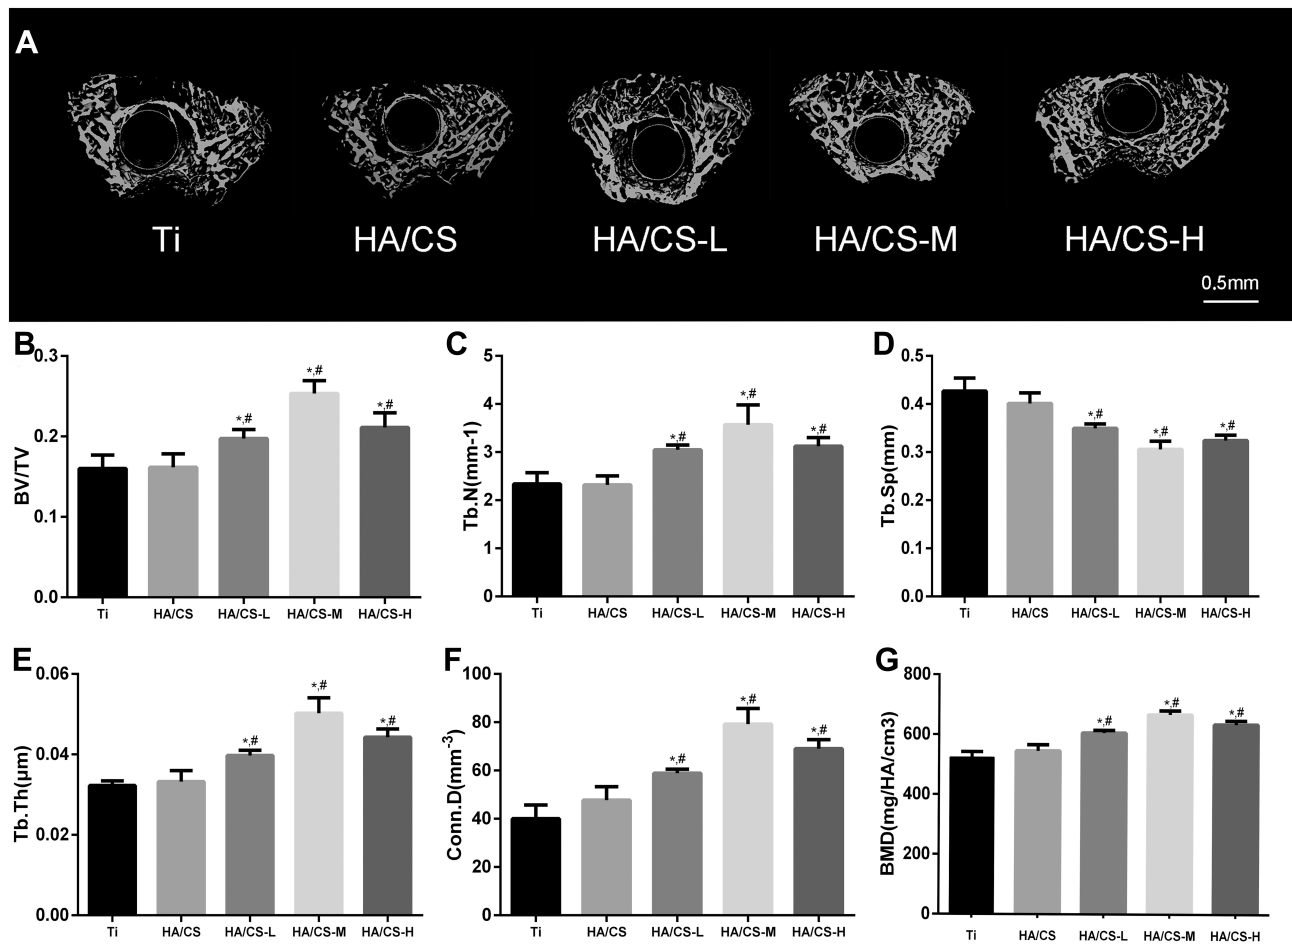 A
Ti HA/CS HA/CS-L HA/CS-M HA/CS-H
0.5mm
B
BV/TV
0.3
0.2
0.1
0.0
*,#
*,#
*,#
Ti HA/CS HA/CS-L HA/CS-M HA/CS-H
C
Tb.N(mm-1)
5
4
3
2
1
0
*,#
*,#
*,#
Ti HA/CS HA/CS-L HA/CS-M HA/CS-H
D
Tb.Sp(mm)
0.5
0.4
0.3
0.2
0.1
0.0
*,#
*,#
*,#
Ti HA/CS HA/CS-L HA/CS-M HA/CS-H
E
Tb.Th(μm)
0.06
0.04
0.02
0.00
*,#
*,#
*,#
Ti HA/CS HA/CS-L HA/CS-M HA/CS-H
F
Conn.D(mm⁻³)
100
80
60
40
20
0
*,#
*,#
*,#
Ti HA/CS HA/CS-L HA/CS-M HA/CS-H
G
BMD(mg/HA/cm3)
800
600
400
200
0
*,#
*,#
*,#
Ti HA/CS HA/CS-L HA/CS-M HA/CS-H